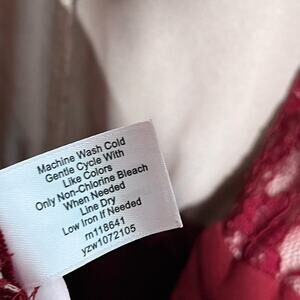 Machine Wash Cold
Gentle Cycle With
Like Colors
Only Non-Chlorine Bleach
When Needed
Line Dry
Low Iron If Needed
rn118641
yzw1072105